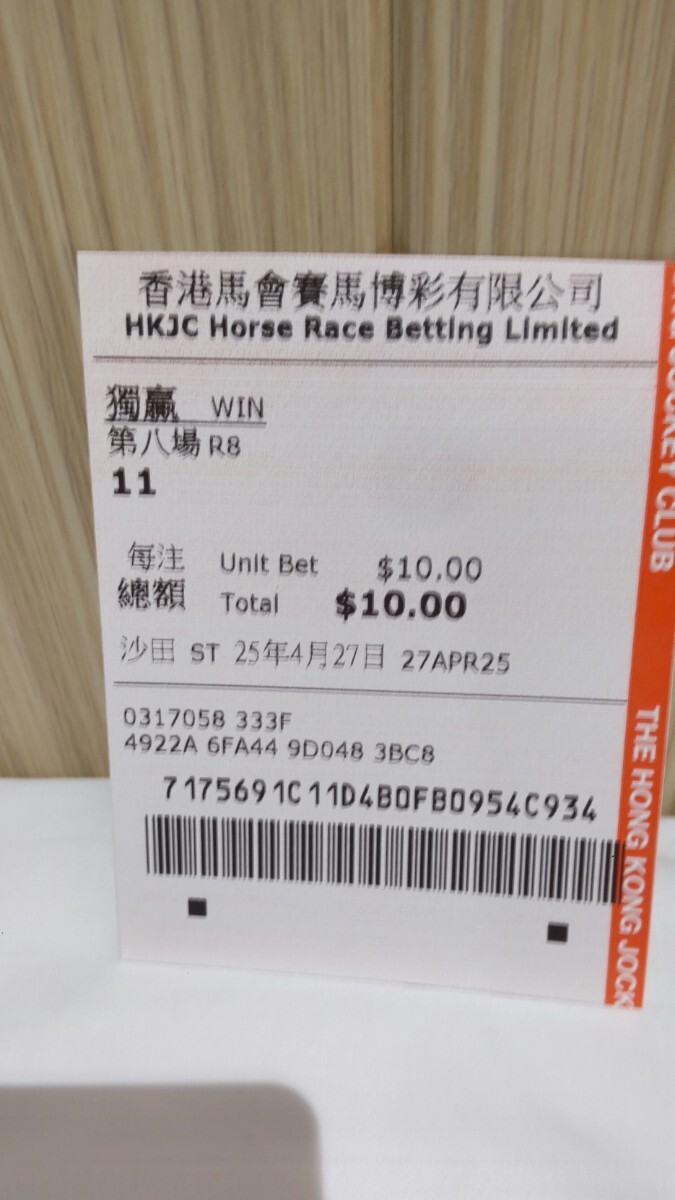 香港馬會賽馬博彩有限公司
HKJC Horse Race Betting Limited
獨贏 WIN
第八場 R8
11
每注 Unit Bet $10.00
總額 Total $10.00
沙田 ST 25年4月27日 27APR25
0317058 333F
4922A 6FA44 9D048 3BC8
7175691C11D4B0FB0954C934
JOCKEY CLUB
THE HONG KONG JOCK